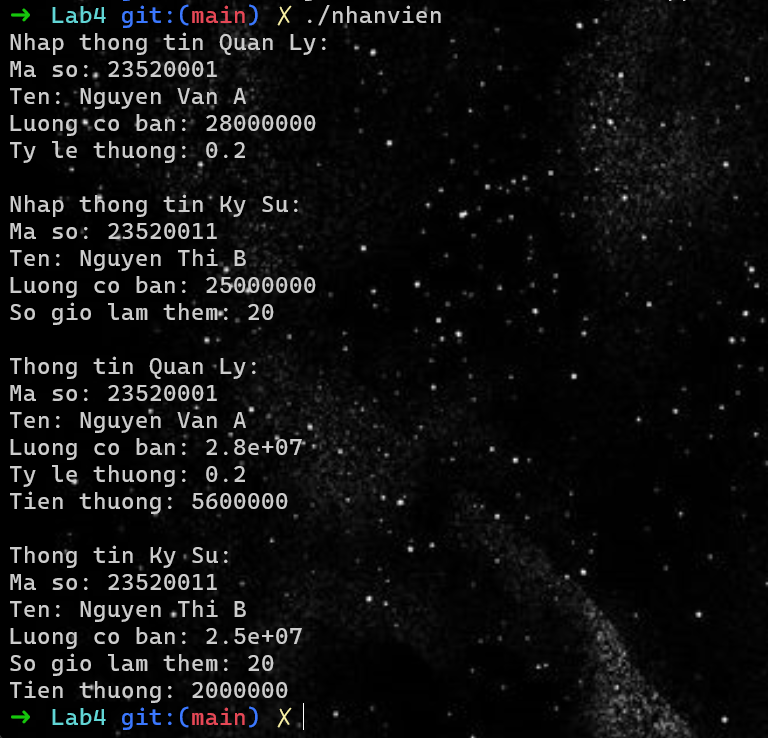 ➜ Lab4 git:(main) ✗ ./nhanvien
Nhap thong tin Quan Ly:
Ma so: 23520001
Ten: Nguyen Van A
Luong co ban: 28000000
Ty le thuong: 0.2
Nhap thong tin Ky Su:
Ma so: 23520011
Ten: Nguyen Thi B
Luong co ban: 25000000
So gio lam them: 20
Thong tin Quan Ly:
Ma so: 23520001
Ten: Nguyen Van A
Luong co ban: 2.8e+07
Ty le thuong: 0.2
Tien thuong: 5600000
Thong tin Ky Su:
Ma so: 23520011
Ten: Nguyen Thi B
Luong co ban: 2.5e+07
So gio lam them: 20
Tien thuong: 2000000
➜ Lab4 git:(main) ✗